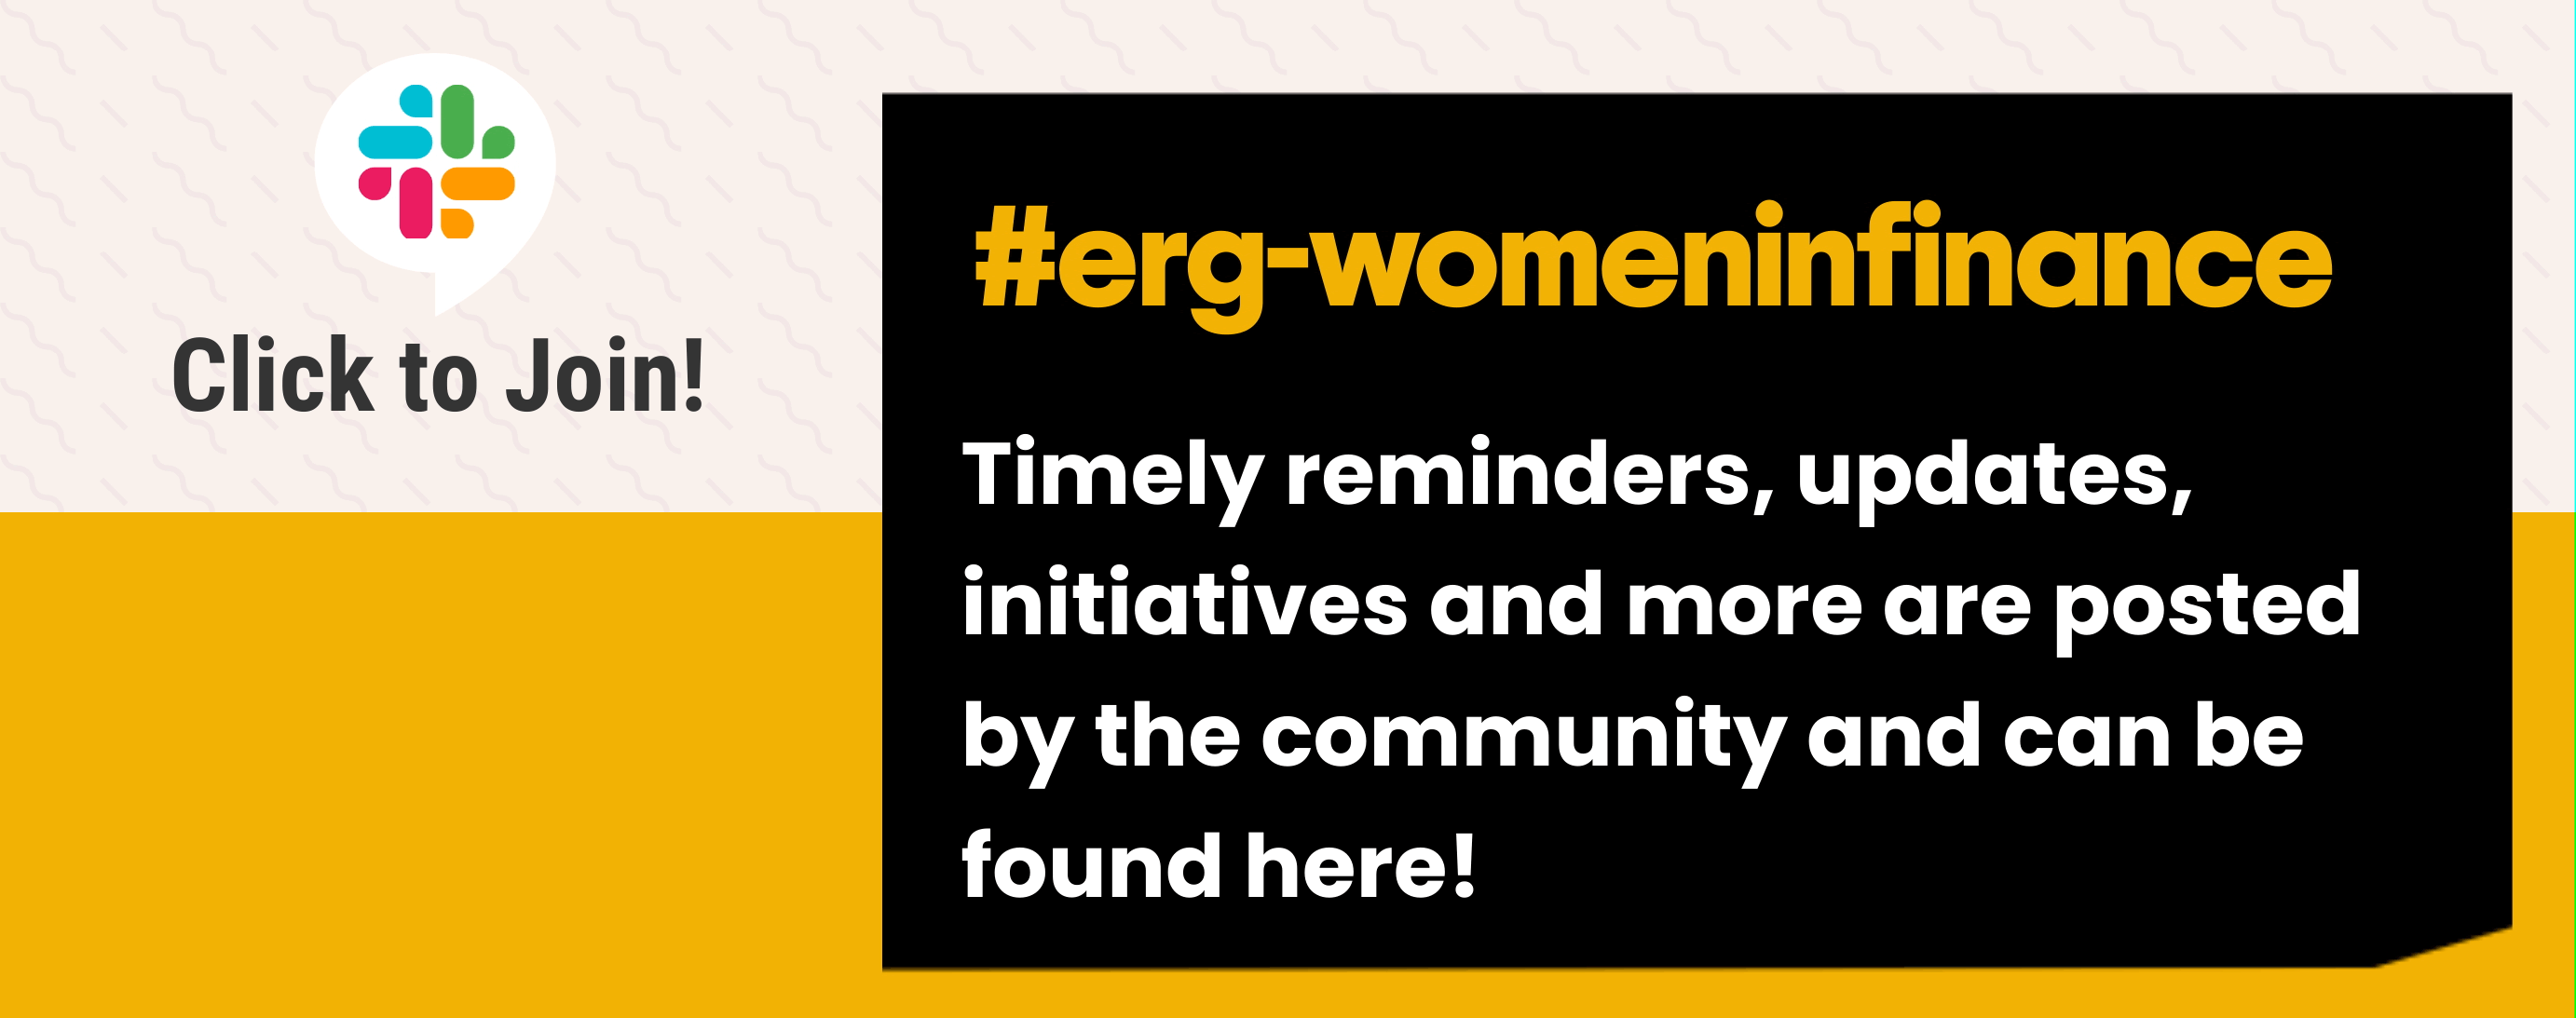 Click to Join!
#erg-womeninfinance
Timely reminders, updates,
initiatives and more are posted
by the community and can be
found here!